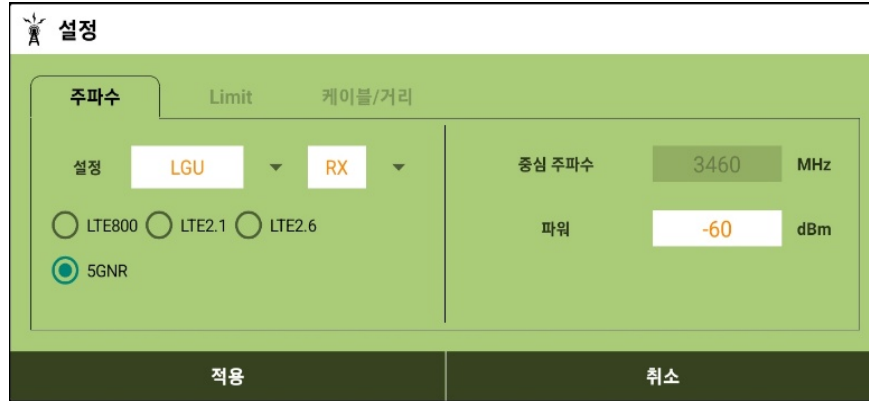 설정
주파수 Limit 케이블/거리
설정 LGU RX
LTE800 LTE2.1 LTE2.6
5GNR
중심 주파수 3460 MHz
파워 -60 dBm
적용 취소